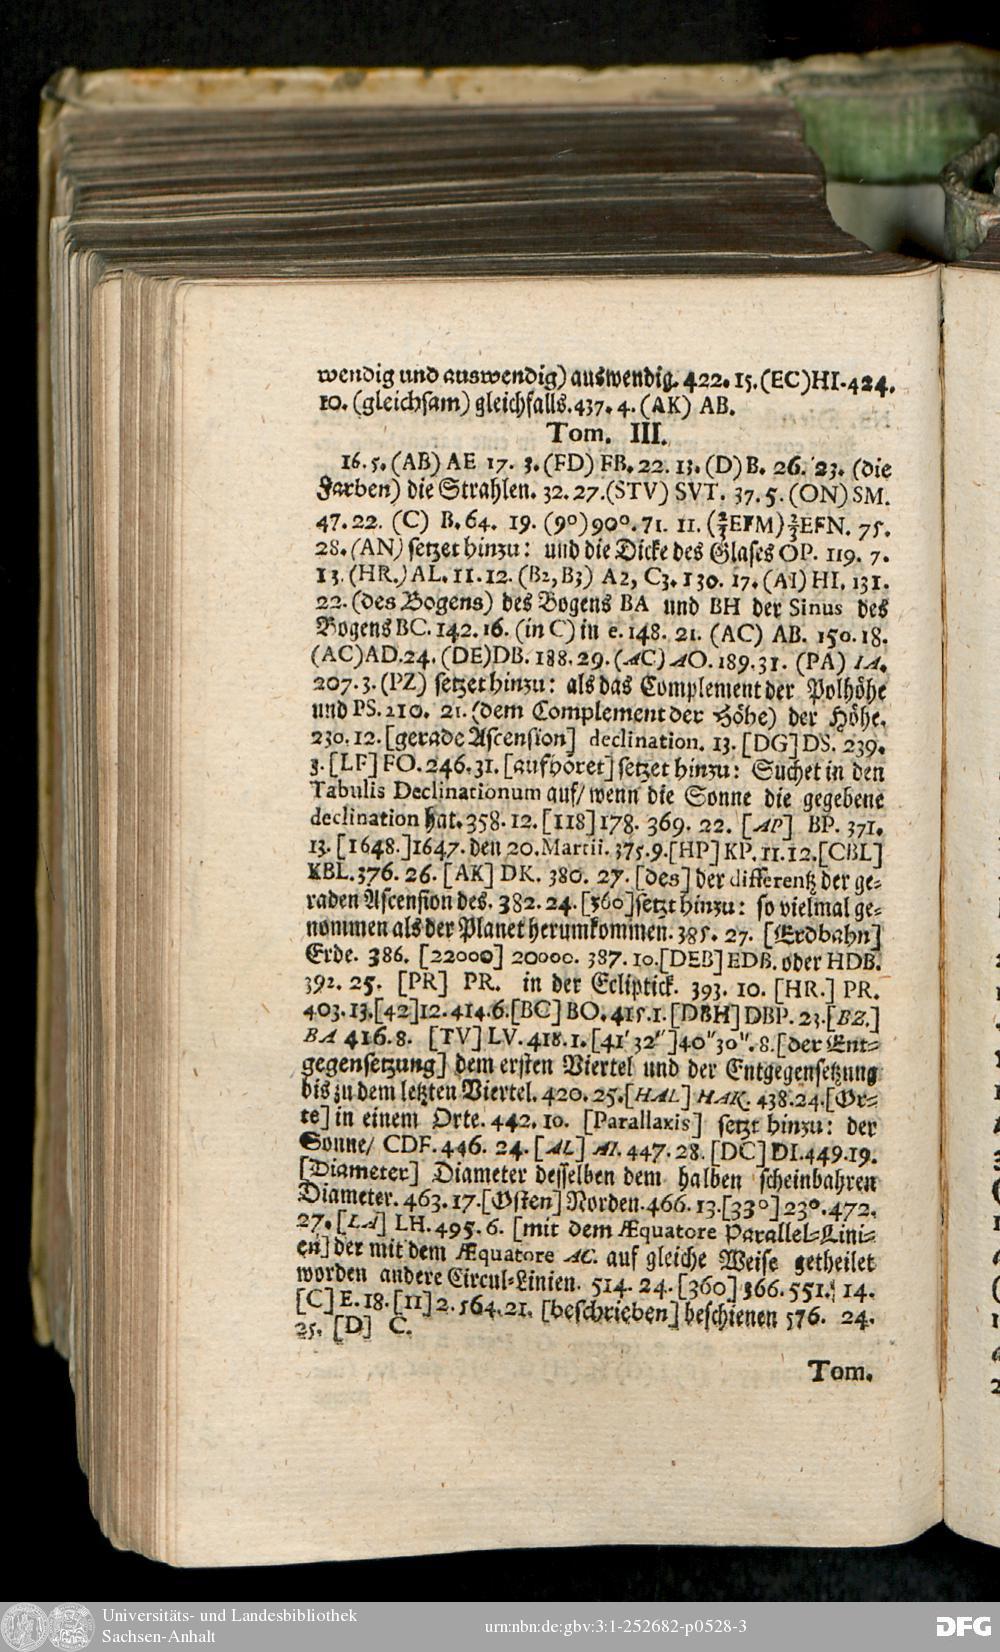 wendig und auswendig) auswendig. 422. 15. (EC) HI. 424.
10. (gleichsam) gleichfalls. 437. 4. (AK) AB.
Tom. III.
16. 5. (AB) AE 17. 3. (FD) FB. 22. 13. (D) B. 26. 23. (die
Farben) die Strahlen. 32. 27. (STV) SVT. 37. 5. (ON) SM.
47. 22. (C) B. 64. 19. (9°) 90°. 71. 11. (⅔EFM) ⅔EFN. 75.
28. (AN) setzet hinzu: und die Dicke des Glases OP. 119. 7.
13. (HR.) AL. 11. 12. (B2, B3) A2, C3. 130. 17. (AI) HI. 131.
22. (des Bogens) des Bogens BA und BH der Sinus des
Bogens BC. 142. 16. (in C) in e. 148. 21. (AC) AB. 150. 18.
(AC) AD. 24. (DE) DB. 188. 29. (AC) AO. 189. 31. (PA) IA.
207. 3. (PZ) setzet hinzu: als das Complement der Polhöhe
und PS. 210. 21. (dem Complement der Höhe) der Höhe.
230. 12. [gerade Ascension] declination. 13. [DG] DS. 239.
3. [LF] FO. 246. 31. [aufhöret] setzet hinzu: Suchet in den
Tabulis Declinationum auf/ wenn die Sonne die gegebene
declination hat. 358. 12. [118] 178. 369. 22. [AP] BP. 371.
13. [1648.] 1647. den 20. Martii. 375. 9. [HP] KP. 11. 12. [CBL]
KBL. 376. 26. [AK] DK. 380. 27. [des] der differentz der ge-
raden Ascension des. 382. 24. [360] setzt hinzu: so vielmal ge-
nommen als der Planet herumkommen. 385. 27. [Erdbahn]
Erde. 386. [22000] 20000. 387. 10. [DEB] EDB. oder HDB.
392. 25. [PR] PR. in der Ecliptick. 393. 10. [HR.] PR.
403. 13. [42] 12. 414. 6. [BC] BO. 415. 1. [DBH] DBP. 23. [BZ.]
BA 416. 8. [TV] LV. 418. 1. [41' 32''] 40'' 30''. 8. [der Ent-
gegensetzung] dem ersten Viertel und der Entgegensetzung
bis zu dem letzten Viertel. 420. 25. [HAL] HAK. 438. 24. [Or-
te] in einem Orte. 442. 10. [Parallaxis] setzt hinzu: der
Sonne/ CDF. 446. 24. [AL] AI. 447. 28. [DC] DI. 449. 19.
[Diameter] Diameter desselben dem halben scheinbahren
Diameter. 463. 17. [Osten] Norden. 466. 13. [33°] 23°. 472.
27. [LA] LH. 495. 6. [mit dem Æquatore Parallel-Lini-
en] der mit dem Æquatore AC. auf gleiche Weise getheilet
worden andere Circul-Linien. 514. 24. [360] 366. 551. 14.
[C] E. 18. [11] 2. 564. 21. [beschrieben] beschienen 576. 24.
25. [D] C.
Tom.
Universitäts- und Landesbibliothek
Sachsen-Anhalt
urn:nbn:de:gbv:3:1-252682-p0528-3
DFG